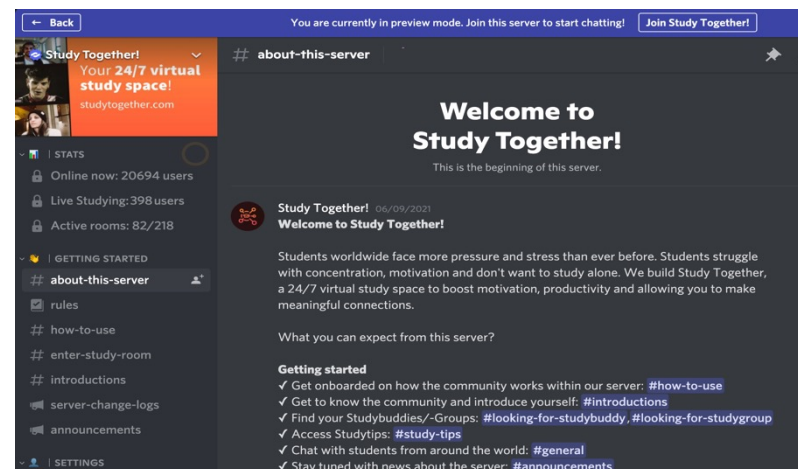 ← Back
You are currently in preview mode. Join this server to start chatting!
Join Study Together!
Study Together!
Your 24/7 virtual
study space!
studytogether.com
| STATS
Online now: 20694 users
Live Studying: 398 users
Active rooms: 82/218
| GETTING STARTED
# about-this-server
rules
# how-to-use
# enter-study-room
# introductions
server-change-logs
announcements
| SETTINGS
# about-this-server
Welcome to
Study Together!
This is the beginning of this server.
Study Together! 06/09/2021
Welcome to Study Together!
Students worldwide face more pressure and stress than ever before. Students struggle
with concentration, motivation and don't want to study alone. We build Study Together,
a 24/7 virtual study space to boost motivation, productivity and allowing you to make
meaningful connections.
What you can expect from this server?
Getting started
✓ Get onboarded on how the community works within our server: #how-to-use
✓ Get to know the community and introduce yourself: #introductions
✓ Find your Studybuddies/-Groups: #looking-for-studybuddy, #looking-for-studygroup
✓ Access Studytips: #study-tips
✓ Chat with students from around the world: #general
✓ Stay tuned with news about the server: #announcements